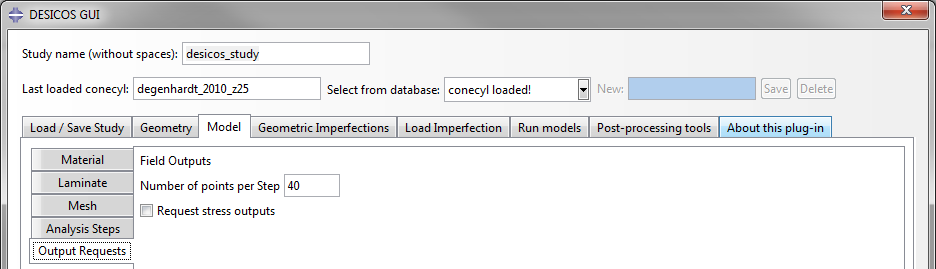 DESICOS GUI
Study name (without spaces): desicos_study
Last loaded conecyl: degenhardt_2010_z25 Select from database: conecyl loaded! New: Save Delete
Load / Save Study Geometry Model Geometric Imperfections Load Imperfection Run models Post-processing tools About this plug-in
Material Field Outputs
Laminate Number of points per Step 40
Mesh Request stress outputs
Analysis Steps
Output Requests